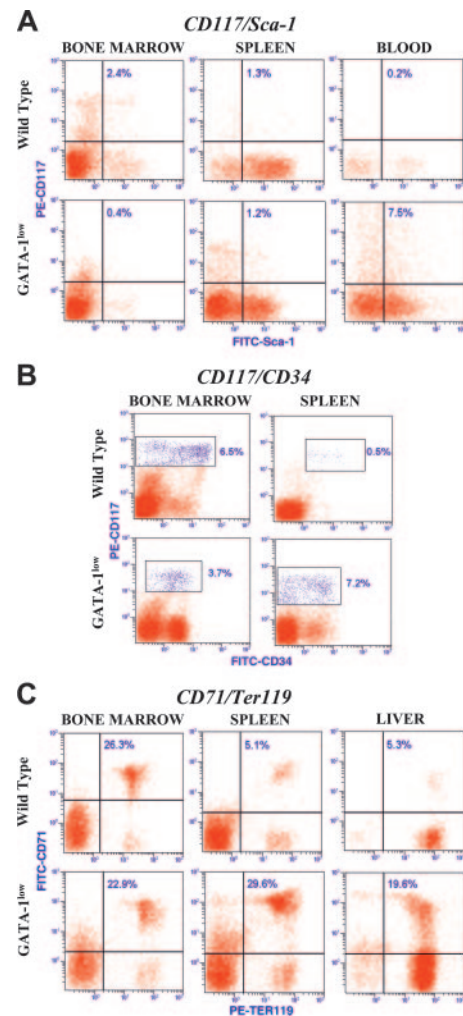 A
CD117/Sca-1
BONE MARROW SPLEEN BLOOD
Wild Type
2.4% 1.3% 0.2%
PE-CD117
GATA-1low
0.4% 1.2% 7.5%
FITC-Sca-1
B
CD117/CD34
BONE MARROW SPLEEN
Wild Type
6.5% 0.5%
PE-CD117
GATA-1low
3.7% 7.2%
FITC-CD34
C
CD71/Ter119
BONE MARROW SPLEEN LIVER
Wild Type
26.3% 5.1% 5.3%
FITC-CD71
GATA-1low
22.9% 29.6% 19.6%
PE-TER119